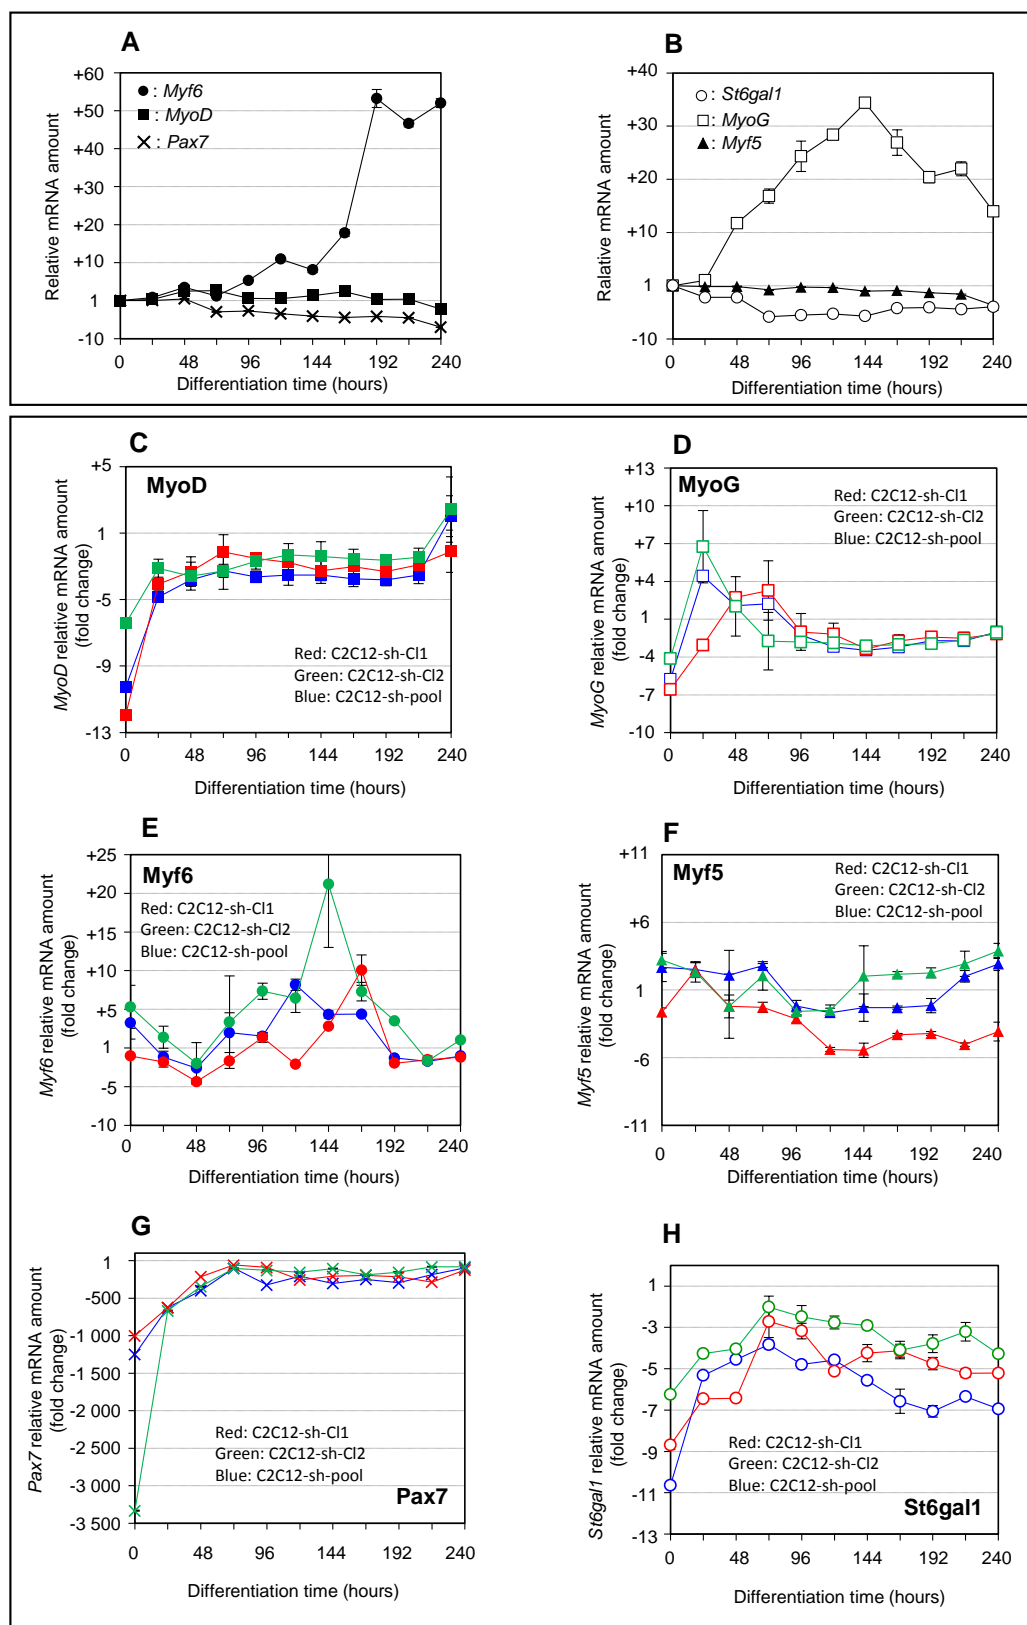 A
Relative mRNA amount
+60
+50
+40
+30
+20
+10
1
-10
: Myf6
: MyoD
: Pax7
0 48 96 144 192 240
Differentiation time (hours)
B
Ralative mRNA amount
+40
+30
+20
+10
1
-10
: St6gal1
: MyoG
: Myf5
0 48 96 144 192 240
Differentiation time (hours)
C
MyoD relative mRNA amount
(fold change)
+5
1
-5
-9
-13
MyoD
Red: C2C12-sh-Cl1
Green: C2C12-sh-Cl2
Blue: C2C12-sh-pool
0 48 96 144 192 240
Differentiation time (hours)
D
MyoG relative mRNA amount
(fold change)
+13
+10
+7
+4
1
-4
-7
-10
MyoG
Red: C2C12-sh-Cl1
Green: C2C12-sh-Cl2
Blue: C2C12-sh-pool
0 48 96 144 192 240
Differentiation time (hours)
E
Myf6 relative mRNA amount
(fold change)
+25
+20
+15
+10
+5
1
-5
-10
Myf6
Red: C2C12-sh-Cl1
Green: C2C12-sh-Cl2
Blue: C2C12-sh-pool
0 48 96 144 192 240
Differentiation time (hours)
F
Myf5 relative mRNA amount
(fold change)
+11
+6
1
-6
-11
Myf5
Red: C2C12-sh-Cl1
Green: C2C12-sh-Cl2
Blue: C2C12-sh-pool
0 48 96 144 192 240
Differentiation time (hours)
G
Pax7 relative mRNA amount
(fold change)
1
-500
-1 000
-1 500
-2 000
-2 500
-3 000
-3 500
Red: C2C12-sh-Cl1
Green: C2C12-sh-Cl2
Blue: C2C12-sh-pool
Pax7
0 48 96 144 192 240
Differentiation time (hours)
H
St6gal1 relative mRNA amount
(fold change)
1
-3
-5
-7
-9
-11
-13
Red: C2C12-sh-Cl1
Green: C2C12-sh-Cl2
Blue: C2C12-sh-pool
St6gal1
0 48 96 144 192 240
Differentiation time (hours)